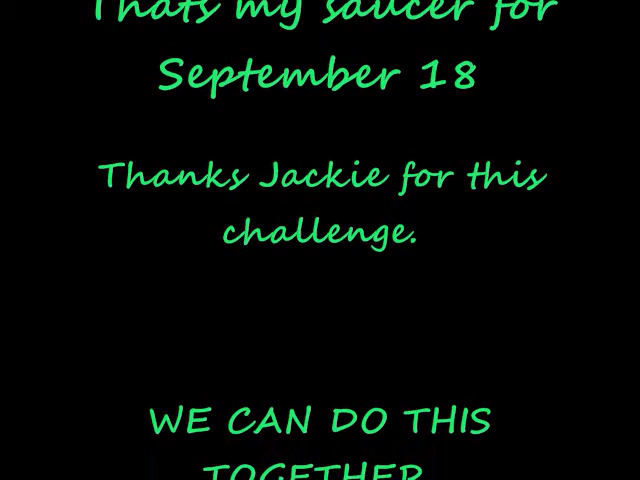 Thats my saucer for
September 18
Thanks Jackie for this
challenge.
WE CAN DO THIS
TOGETHER